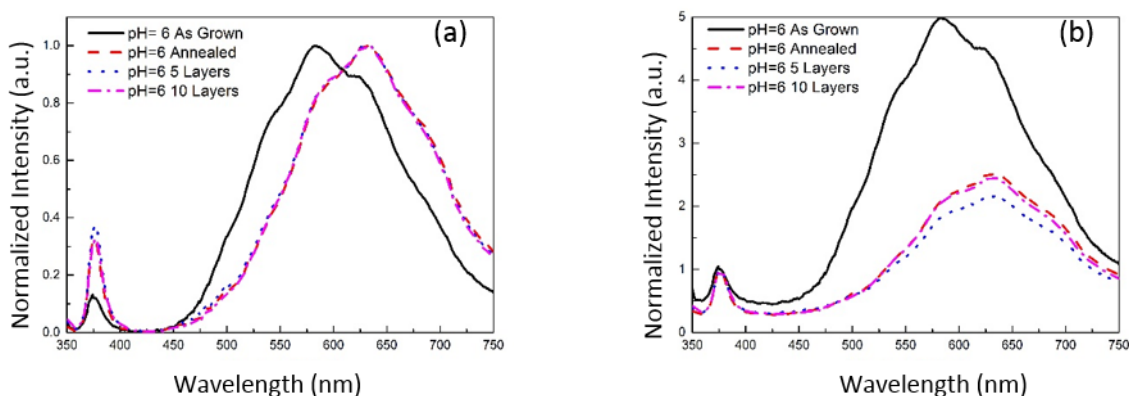 pH= 6 As Grown
pH=6 Annealed
pH=6 5 Layers
pH=6 10 Layers
(a)
Normalized Intensity (a.u.)
1.0
0.8
0.6
0.4
0.2
0.0
350 400 450 500 550 600 650 700 750
Wavelength (nm)
pH=6 As Grown
pH=6 Annealed
pH=6 5 Layers
pH=6 10 Layers
(b)
Normalized Intensity (a.u.)
5
4
3
2
1
0
350 400 450 500 550 600 650 700 750
Wavelength (nm)